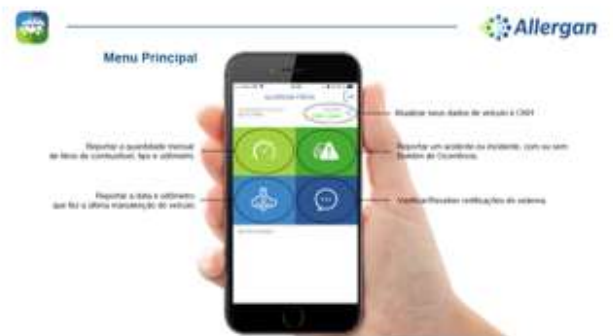 Allergan
Menu Principal
Atualizar seus dados de veículo e CNH
Reportar a quantidade mensal
de litros de combustível, tipo e odômetro.
Reportar um acidente ou incidente, com ou sem
Boletim de Ocorrência.
Reportar a data e odômetro
que fez a última manutenção do veículo
Verificar/Receber notificações do sistema